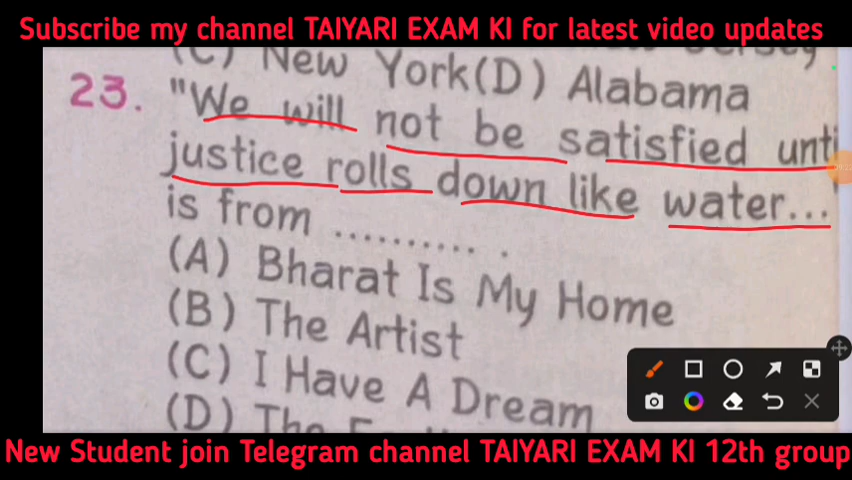 Subscribe my channel TAIYARI EXAM KI for latest video updates
(C) New York(D) Alabama
23. "We will not be satisfied unti
justice rolls down like water...
is from .......... .
(A) Bharat Is My Home
(B) The Artist
(C) I Have A Dream
(D) The
New Student join Telegram channel TAIYARI EXAM KI 12th group